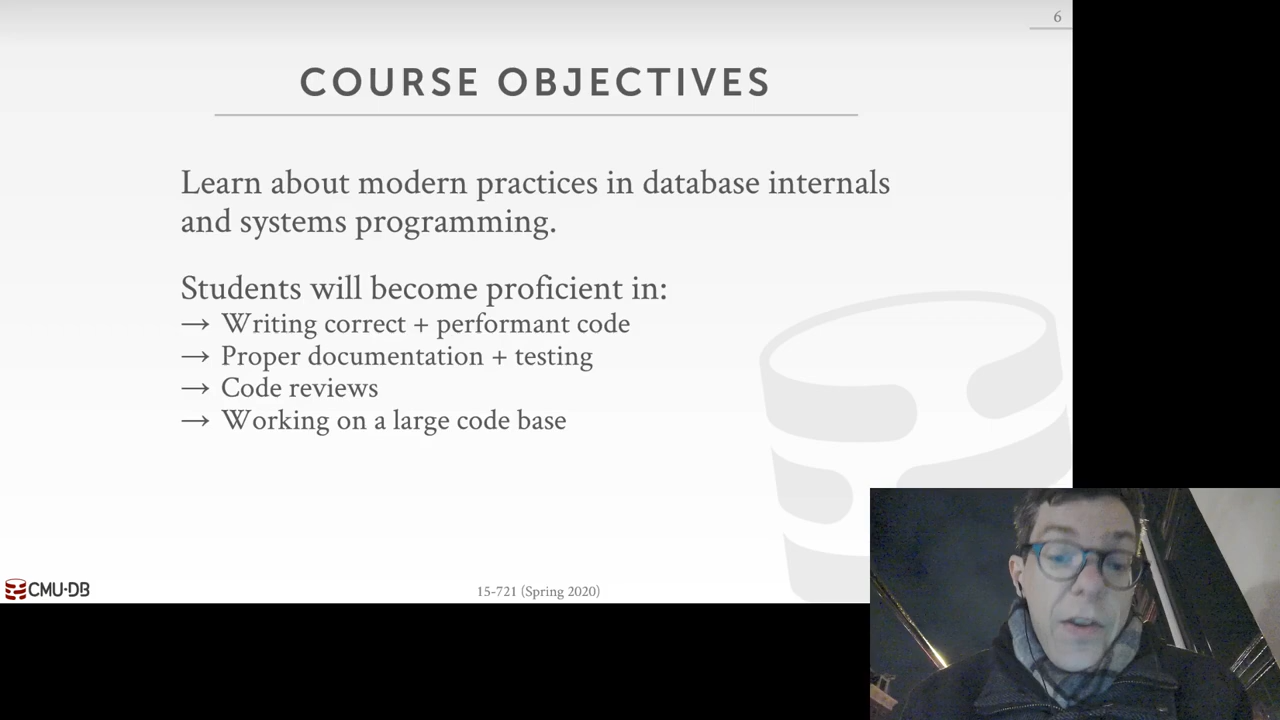 6
COURSE OBJECTIVES
Learn about modern practices in database internals
and systems programming.
Students will become proficient in:
→ Writing correct + performant code
→ Proper documentation + testing
→ Code reviews
→ Working on a large code base
CMU·DB
15-721 (Spring 2020)